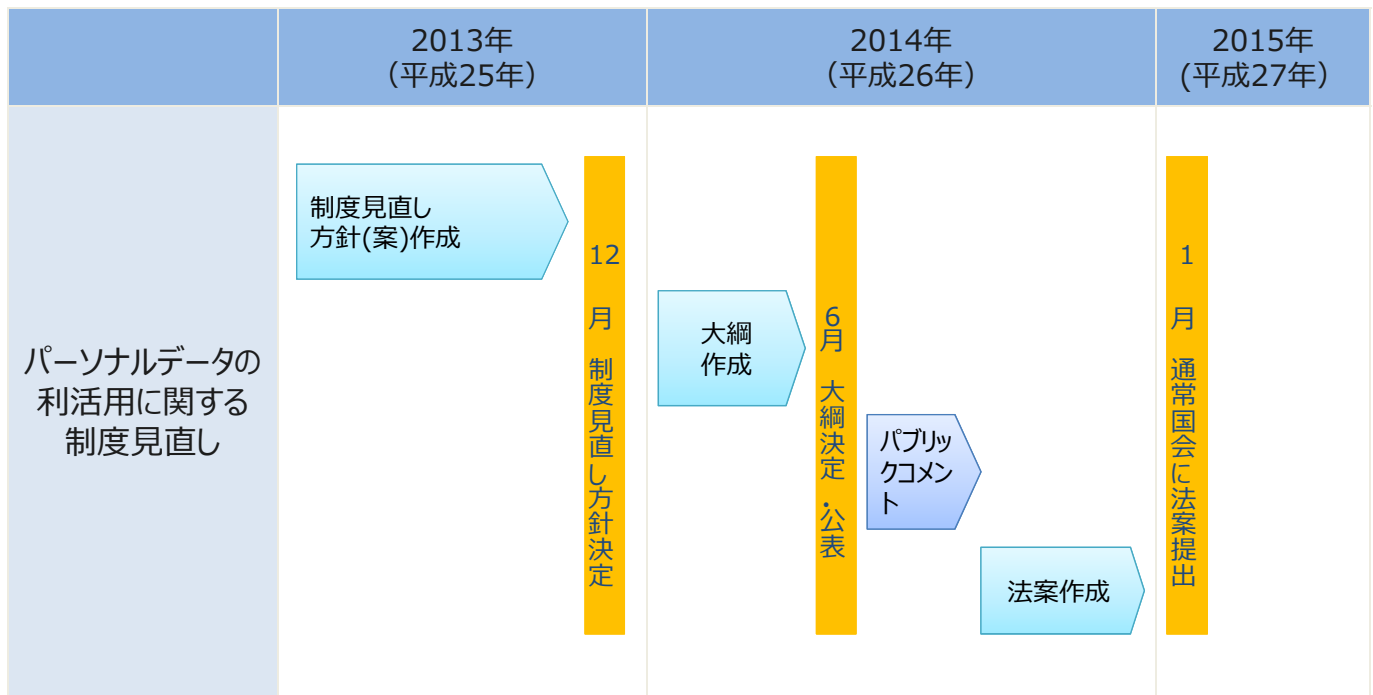 2013年
（平成25年）
2014年
（平成26年）
2015年
(平成27年）
パーソナルデータの
利活用に関する
制度見直し
制度見直し
方針(案)作成
12月 制度見直し方針決定
大綱
作成
6月 大綱決定・公表
パブリッ
クコメン
ト
法案作成
1月 通常国会に法案提出